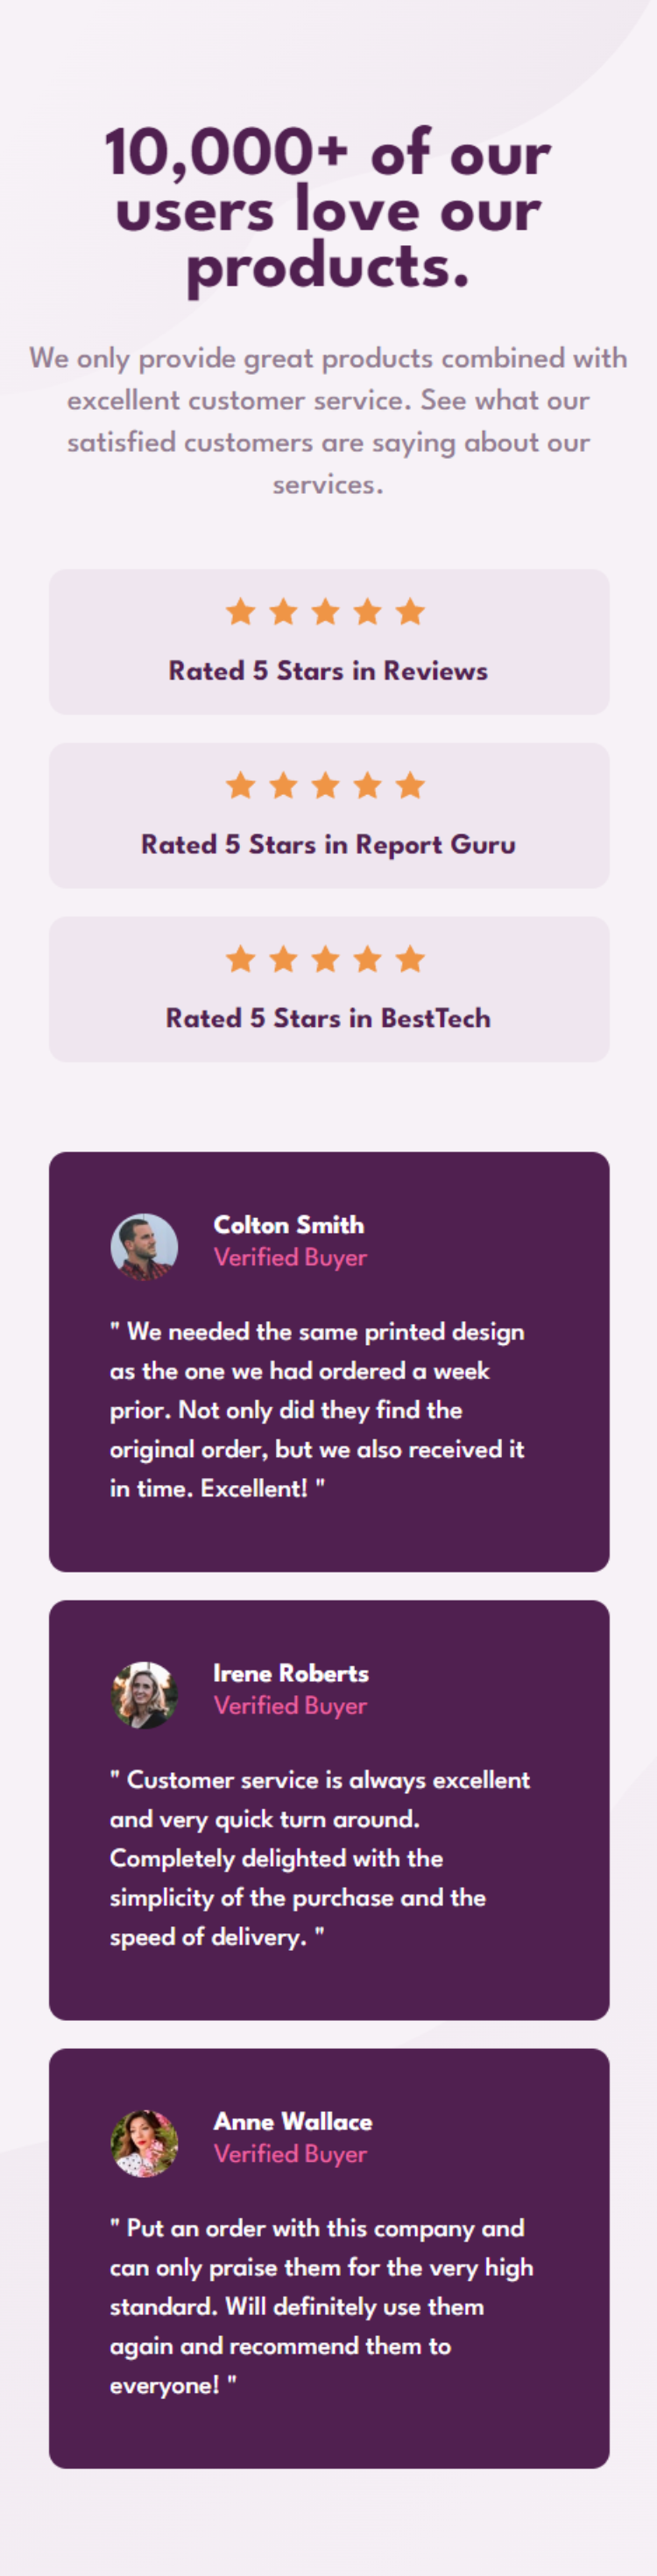 10,000+ of our
users love our
products.
We only provide great products combined with
excellent customer service. See what our
satisfied customers are saying about our
services.
Rated 5 Stars in Reviews
Rated 5 Stars in Report Guru
Rated 5 Stars in BestTech
Colton Smith
Verified Buyer
" We needed the same printed design
as the one we had ordered a week
prior. Not only did they find the
original order, but we also received it
in time. Excellent! "
Irene Roberts
Verified Buyer
" Customer service is always excellent
and very quick turn around.
Completely delighted with the
simplicity of the purchase and the
speed of delivery. "
Anne Wallace
Verified Buyer
" Put an order with this company and
can only praise them for the very high
standard. Will definitely use them
again and recommend them to
everyone! "